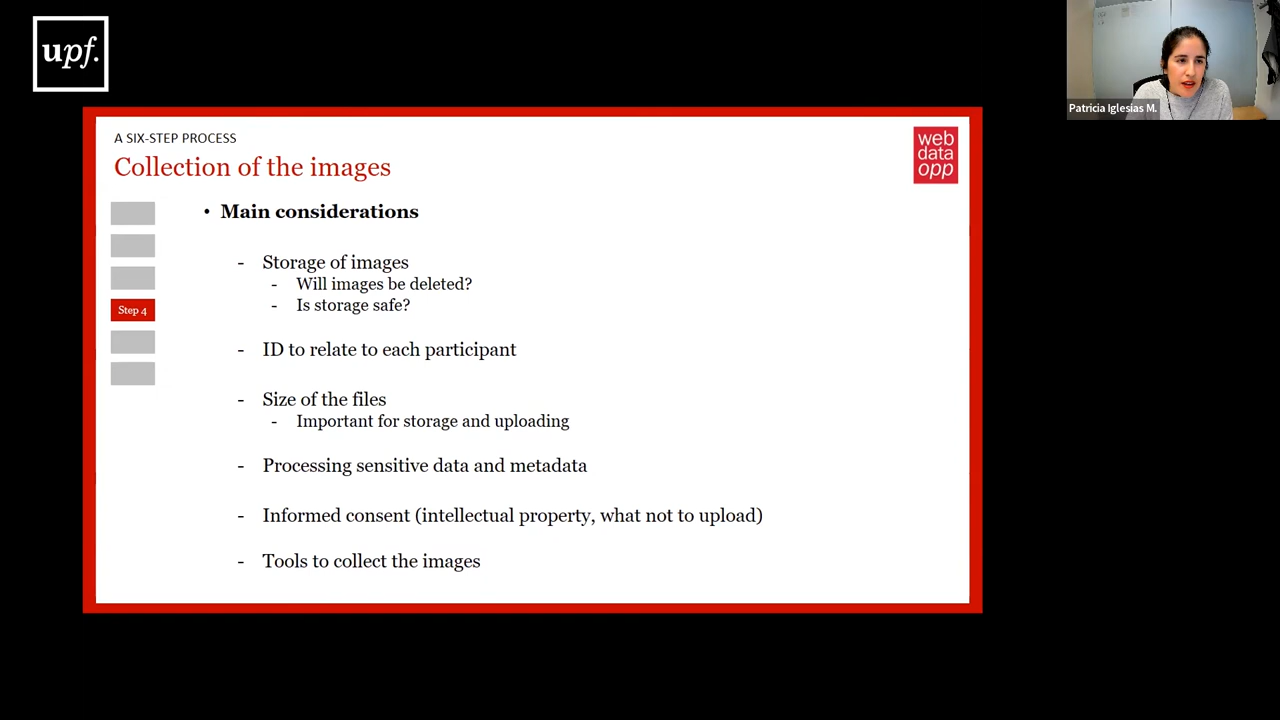 upf.
Patricia Iglesias M.
A SIX-STEP PROCESS
Collection of the images
web
data
opp
• Main considerations
- Storage of images
- Will images be deleted?
- Is storage safe?
Step 4
- ID to relate to each participant
- Size of the files
- Important for storage and uploading
- Processing sensitive data and metadata
- Informed consent (intellectual property, what not to upload)
- Tools to collect the images